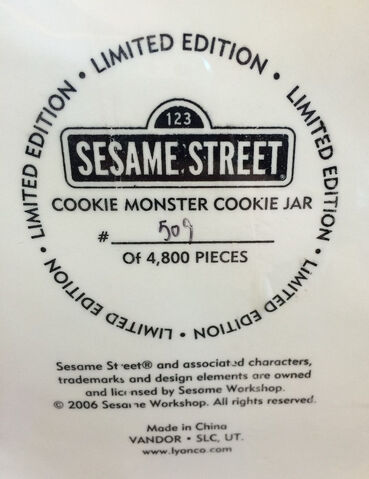 • LIMITED EDITION • LIMITED EDITION • LIMITED EDITION • LIMITED EDITION • LIMITED EDITION
123
SESAME STREET®
COOKIE MONSTER COOKIE JAR
# 509
Of 4,800 PIECES
Sesame Street® and associated characters,
trademarks and design elements are owned
and licensed by Sesame Workshop.
© 2006 Sesame Workshop. All rights reserved.
Made in China
VANDOR • SLC, UT.
www.lyonco.com